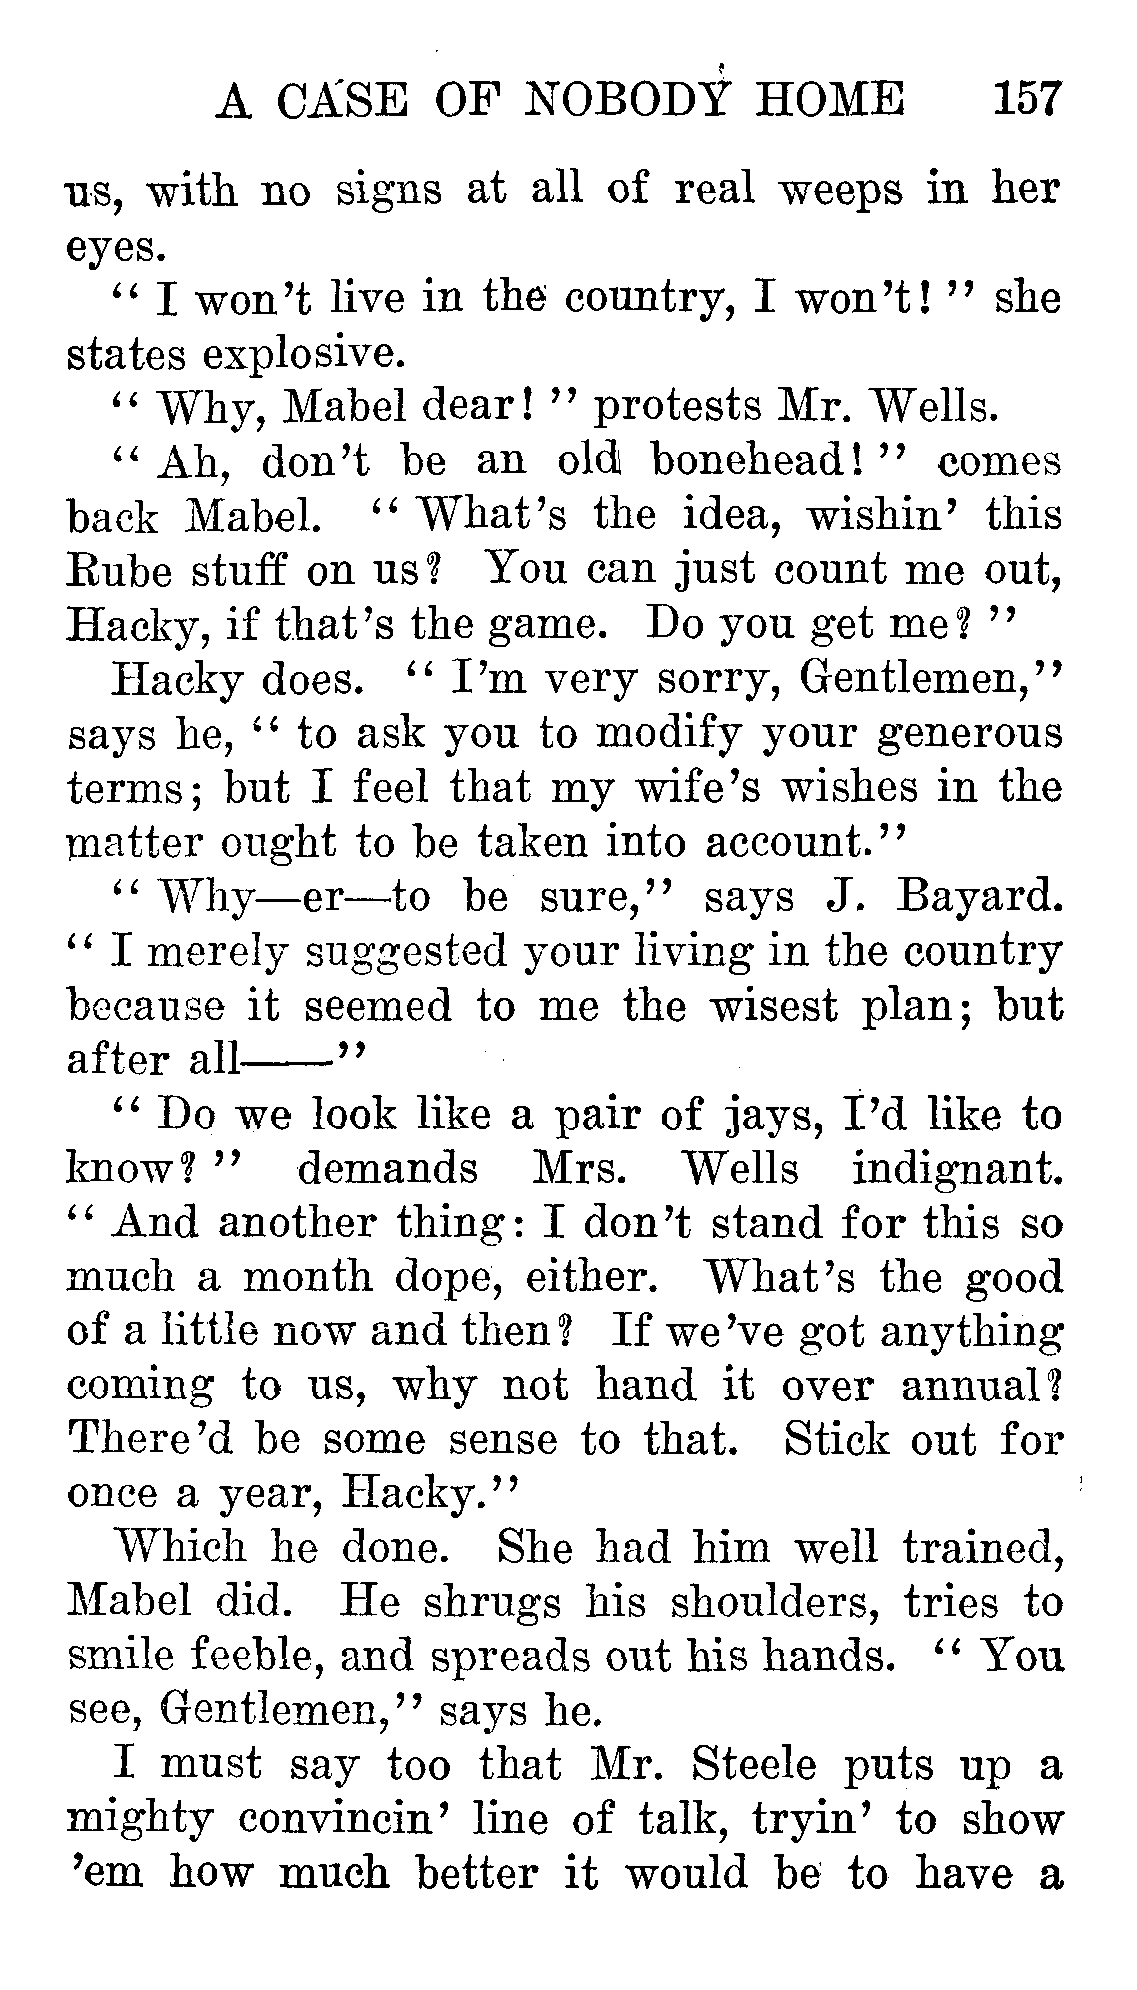 A CASE OF NOBODY HOME 157
us, with no signs at all of real weeps in her
eyes.
“ I won’t live in the country, I won’t! ” she
states explosive.
“ Why, Mabel dear! ” protests Mr. Wells.
“ Ah, don’t be an old bonehead! ” comes
back Mabel. “ What’s the idea, wishin’ this
Rube stuff on us? You can just count me out,
Hacky, if that’s the game. Do you get me? ”
Hacky does. “ I’m very sorry, Gentlemen,”
says he, “ to ask you to modify your generous
terms; but I feel that my wife’s wishes in the
matter ought to be taken into account.”
“ Why—er—to be sure,” says J. Bayard.
“ I merely suggested your living in the country
because it seemed to me the wisest plan; but
after all——”
“ Do we look like a pair of jays, I’d like to
know? ” demands Mrs. Wells indignant.
“ And another thing: I don’t stand for this so
much a month dope, either. What’s the good
of a little now and then? If we’ve got anything
coming to us, why not hand it over annual?
There’d be some sense to that. Stick out for
once a year, Hacky.”
Which he done. She had him well trained,
Mabel did. He shrugs his shoulders, tries to
smile feeble, and spreads out his hands. “ You
see, Gentlemen,” says he.
I must say too that Mr. Steele puts up a
mighty convincin’ line of talk, tryin’ to show
’em how much better it would be to have a